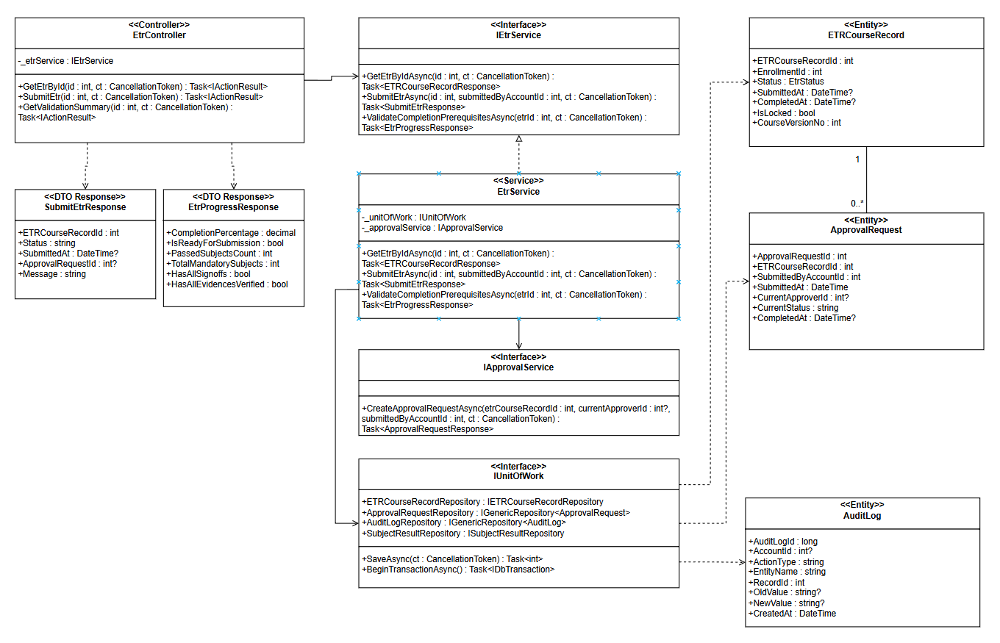 <<Controller>>
EtrController
-_etrService : IEtrService
+GetEtrById(id : int, ct : CancellationToken) : Task<IActionResult>
+SubmitEtr(id : int, ct : CancellationToken) : Task<IActionResult>
+GetValidationSummary(id : int, ct : CancellationToken) :
Task<IActionResult>
<<Interface>>
IEtrService
+GetEtrByIdAsync(id : int, ct : CancellationToken) :
Task<ETRCourseRecordResponse>
+SubmitEtrAsync(id : int, submittedByAccountId : int, ct : CancellationToken) :
Task<SubmitEtrResponse>
+ValidateCompletionPrerequisitesAsync(etrId : int, ct : CancellationToken) :
Task<EtrProgressResponse>
<<Entity>>
ETRCourseRecord
+ETRCourseRecordId : int
+EnrollmentId : int
+Status : EtrStatus
+SubmittedAt : DateTime?
+CompletedAt : DateTime?
+IsLocked : bool
+CourseVersionNo : int
1
0..*
<<DTO Response>>
SubmitEtrResponse
+ETRCourseRecordId : int
+Status : string
+SubmittedAt : DateTime?
+ApprovalRequestId : int?
+Message : string
<<DTO Response>>
EtrProgressResponse
+CompletionPercentage : decimal
+IsReadyForSubmission : bool
+PassedSubjectsCount : int
+TotalMandatorySubjects : int
+HasAllSignoffs : bool
+HasAllEvidencesVerified : bool
<<Service>>
EtrService
-_unitOfWork : IUnitOfWork
-_approvalService : IApprovalService
+GetEtrByIdAsync(id : int, ct : CancellationToken) :
Task<ETRCourseRecordResponse>
+SubmitEtrAsync(id : int, submittedByAccountId : int, ct : CancellationToken) :
Task<SubmitEtrResponse>
+ValidateCompletionPrerequisitesAsync(etrId : int, ct : CancellationToken) :
Task<EtrProgressResponse>
<<Entity>>
ApprovalRequest
+ApprovalRequestId : int
+ETRCourseRecordId : int
+SubmittedByAccountId : int
+SubmittedAt : DateTime
+CurrentApproverId : int?
+CurrentStatus : string
+CompletedAt : DateTime?
<<Interface>>
IApprovalService
+CreateApprovalRequestAsync(etrCourseRecordId : int, currentApproverId : int?,
submittedByAccountId : int, ct : CancellationToken) :
Task<ApprovalRequestResponse>
<<Interface>>
IUnitOfWork
+ETRCourseRecordRepository : IETRCourseRecordRepository
+ApprovalRequestRepository : IGenericRepository<ApprovalRequest>
+AuditLogRepository : IGenericRepository<AuditLog>
+SubjectResultRepository : ISubjectResultRepository
+SaveAsync(ct : CancellationToken) : Task<int>
+BeginTransactionAsync() : Task<IDbTransaction>
<<Entity>>
AuditLog
+AuditLogId : long
+AccountId : int?
+ActionType : string
+EntityName : string
+RecordId : int
+OldValue : string?
+NewValue : string?
+CreatedAt : DateTime